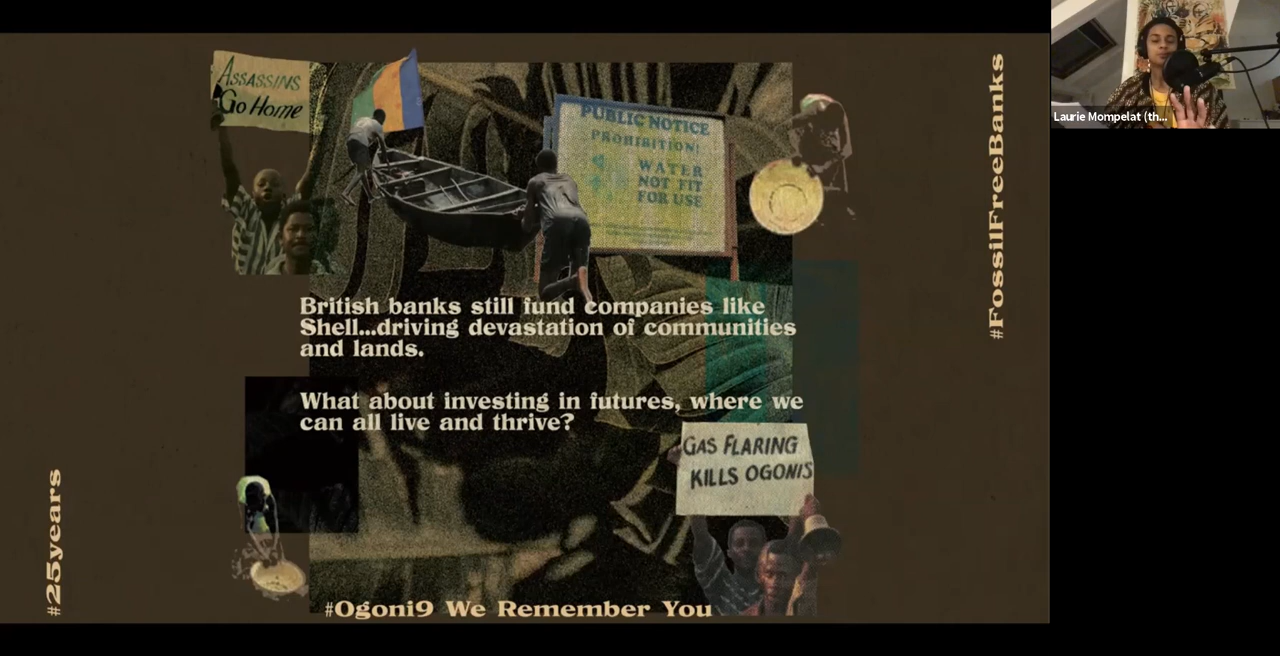 ASSASSINS
Go Home
PUBLIC NOTICE
PROHIBITION!
WATER
NOT FIT
FOR USE
British banks still fund companies like
Shell...driving devastation of communities
and lands.
What about investing in futures, where we
can all live and thrive?
GAS FLARING
KILLS OGONIS
#Ogoni9 We Remember You
#25years
#FossilFreeBanks
Laurie Mompelat (th...